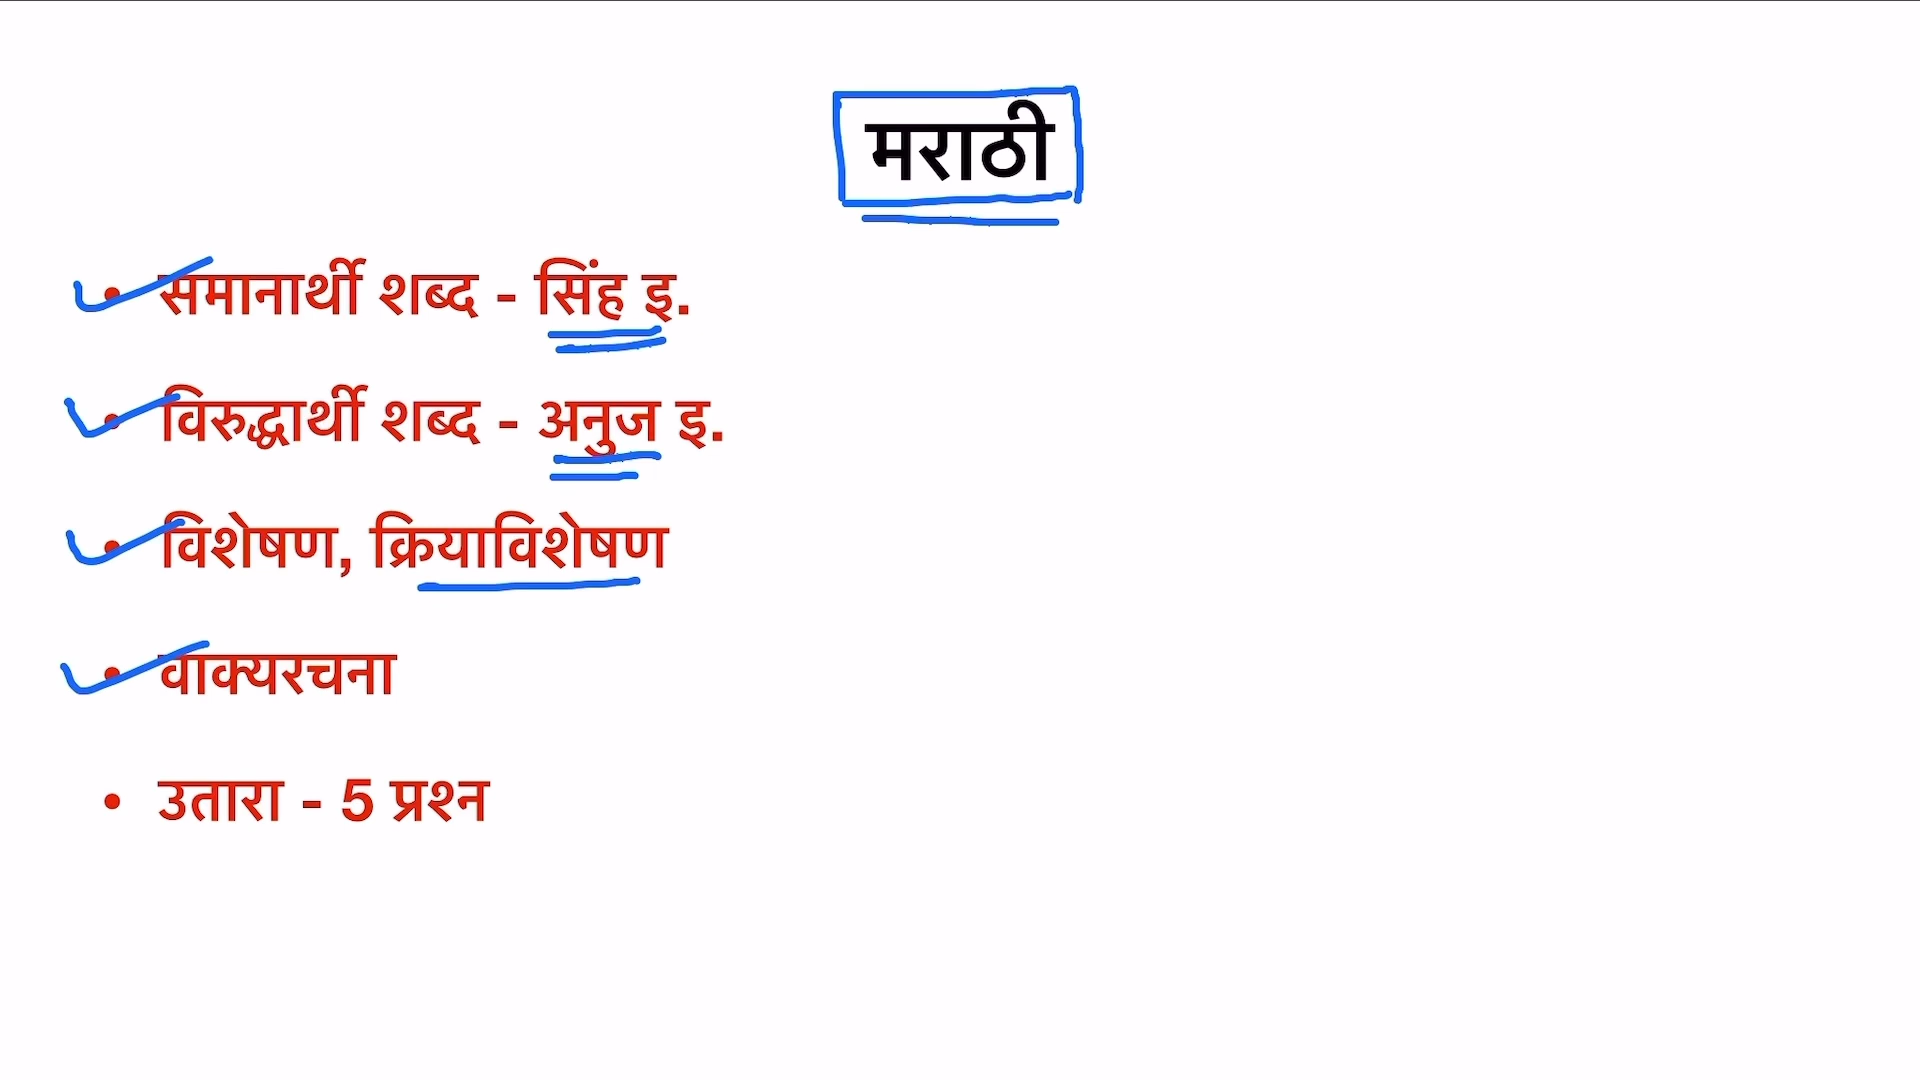 मराठी
• समानार्थी शब्द - सिंह इ.
• विरुद्धार्थी शब्द - अनुज इ.
• विशेषण, क्रियाविशेषण
• वाक्यरचना
• उतारा - 5 प्रश्न